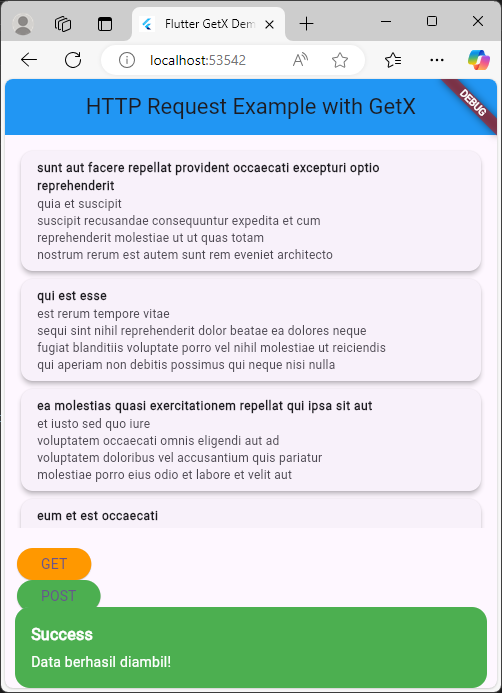 Flutter GetX Dem
localhost:53542
HTTP Request Example with GetX
DEBUG
sunt aut facere repellat provident occaecati excepturi optio
reprehenderit
quia et suscipit
suscipit recusandae consequuntur expedita et cum
reprehenderit molestiae ut ut quas totam
nostrum rerum est autem sunt rem eveniet architecto
qui est esse
est rerum tempore vitae
sequi sint nihil reprehenderit dolor beatae ea dolores neque
fugiat blanditiis voluptate porro vel nihil molestiae ut reiciendis
qui aperiam non debitis possimus qui neque nisi nulla
ea molestias quasi exercitationem repellat qui ipsa sit aut
et iusto sed quo iure
voluptatem occaecati omnis eligendi aut ad
voluptatem doloribus vel accusantium quis pariatur
molestiae porro eius odio et labore et velit aut
eum et est occaecati
GET
POST
Success
Data berhasil diambil!